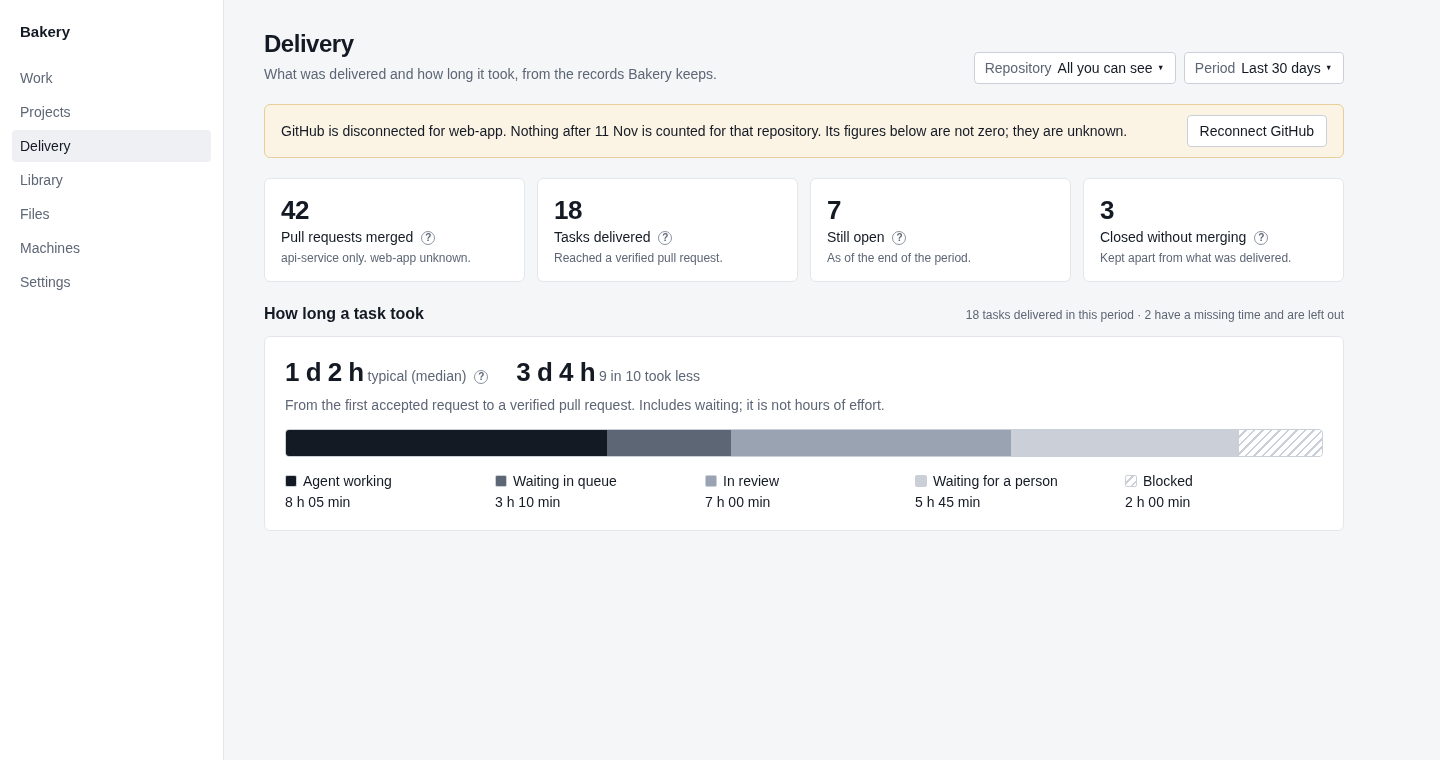 Bakery
Work
Projects
Delivery
Library
Files
Machines
Settings
Delivery
What was delivered and how long it took, from the records Bakery keeps.
Repository All you can see ▾
Period Last 30 days ▾
GitHub is disconnected for web-app. Nothing after 11 Nov is counted for that repository. Its figures below are not zero; they are unknown.
Reconnect GitHub
42
Pull requests merged ?
api-service only. web-app unknown.
18
Tasks delivered ?
Reached a verified pull request.
7
Still open ?
As of the end of the period.
3
Closed without merging ?
Kept apart from what was delivered.
How long a task took
18 tasks delivered in this period · 2 have a missing time and are left out
1 d 2 h typical (median) ?
3 d 4 h 9 in 10 took less
From the first accepted request to a verified pull request. Includes waiting; it is not hours of effort.
Agent working
8 h 05 min
Waiting in queue
3 h 10 min
In review
7 h 00 min
Waiting for a person
5 h 45 min
Blocked
2 h 00 min